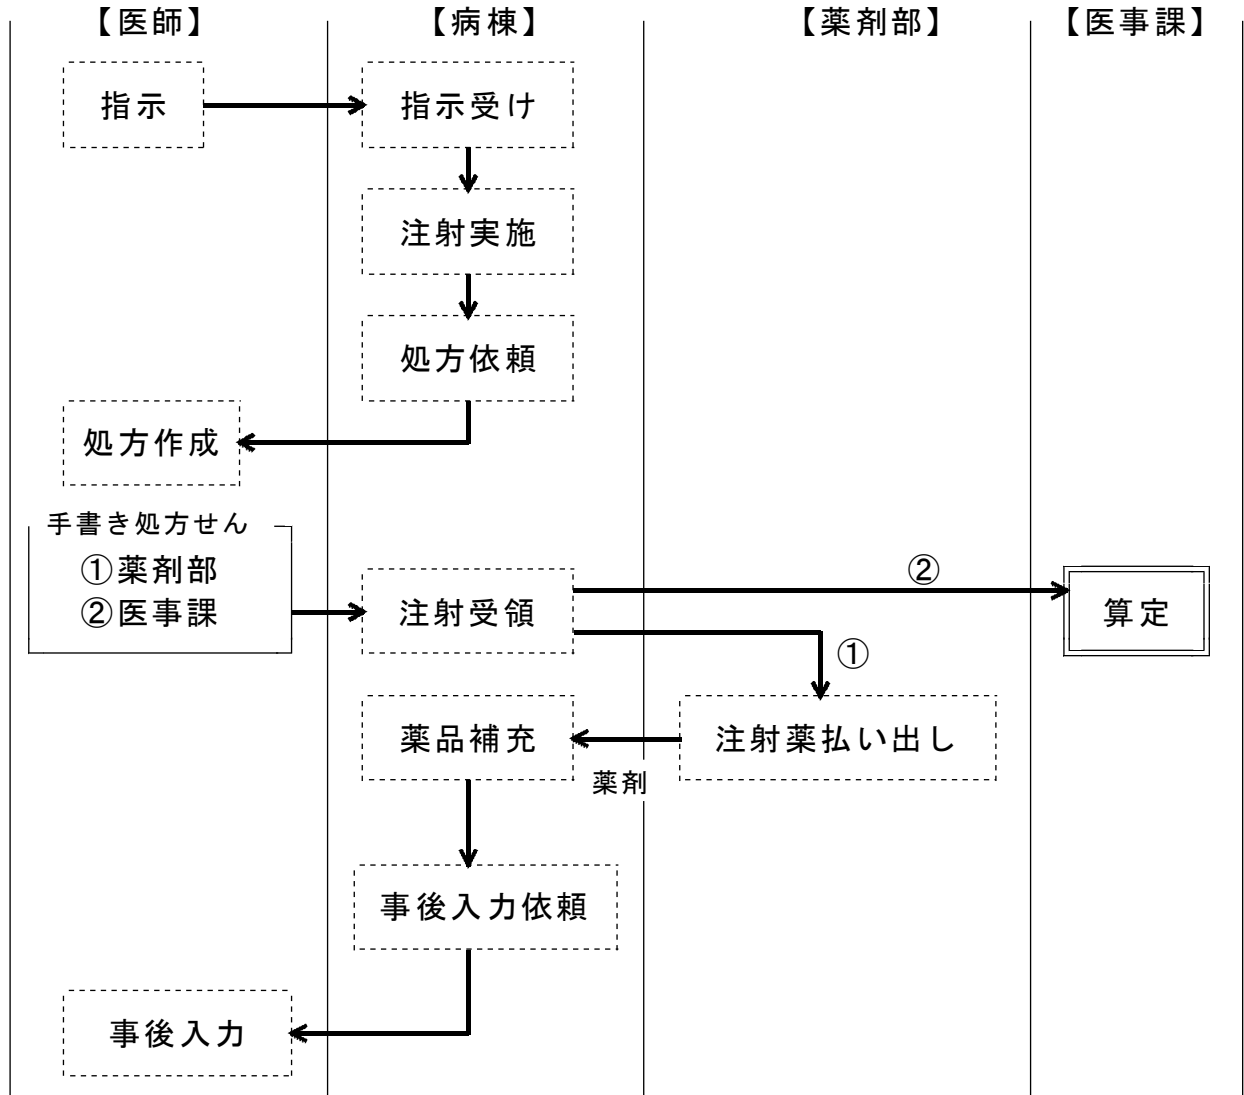 【医師】
【病棟】
【薬剤部】
【医事課】
指示
指示受け
注射実施
処方依頼
処方作成
手書き処方せん
①薬剤部
②医事課
注射受領
②
算定
①
薬品補充
注射薬払い出し
薬剤
事後入力依頼
事後入力